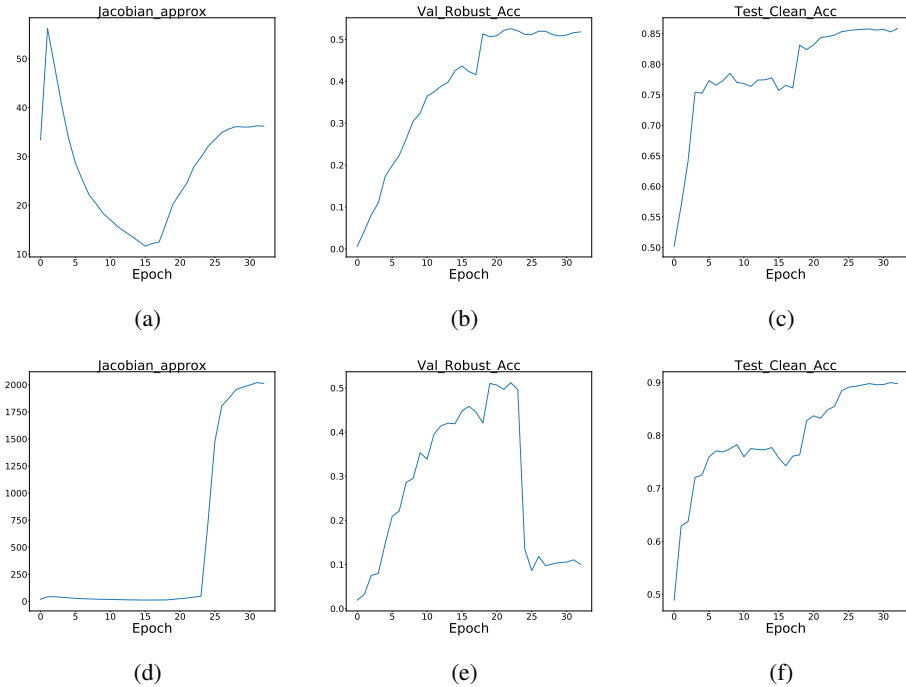 Jacobian_approx
50
40
30
20
10
0 5 10 15 20 25 30
Epoch
(a)
Val_Robust_Acc
0.5
0.4
0.3
0.2
0.1
0.0
0 5 10 15 20 25 30
Epoch
(b)
Test_Clean_Acc
0.85
0.80
0.75
0.70
0.65
0.60
0.55
0.50
0 5 10 15 20 25 30
Epoch
(c)
Jacobian_approx
2000
1750
1500
1250
1000
750
500
250
0
0 5 10 15 20 25 30
Epoch
(d)
Val_Robust_Acc
0.5
0.4
0.3
0.2
0.1
0.0
0 5 10 15 20 25 30
Epoch
(e)
Test_Clean_Acc
0.9
0.8
0.7
0.6
0.5
0 5 10 15 20 25 30
Epoch
(f)